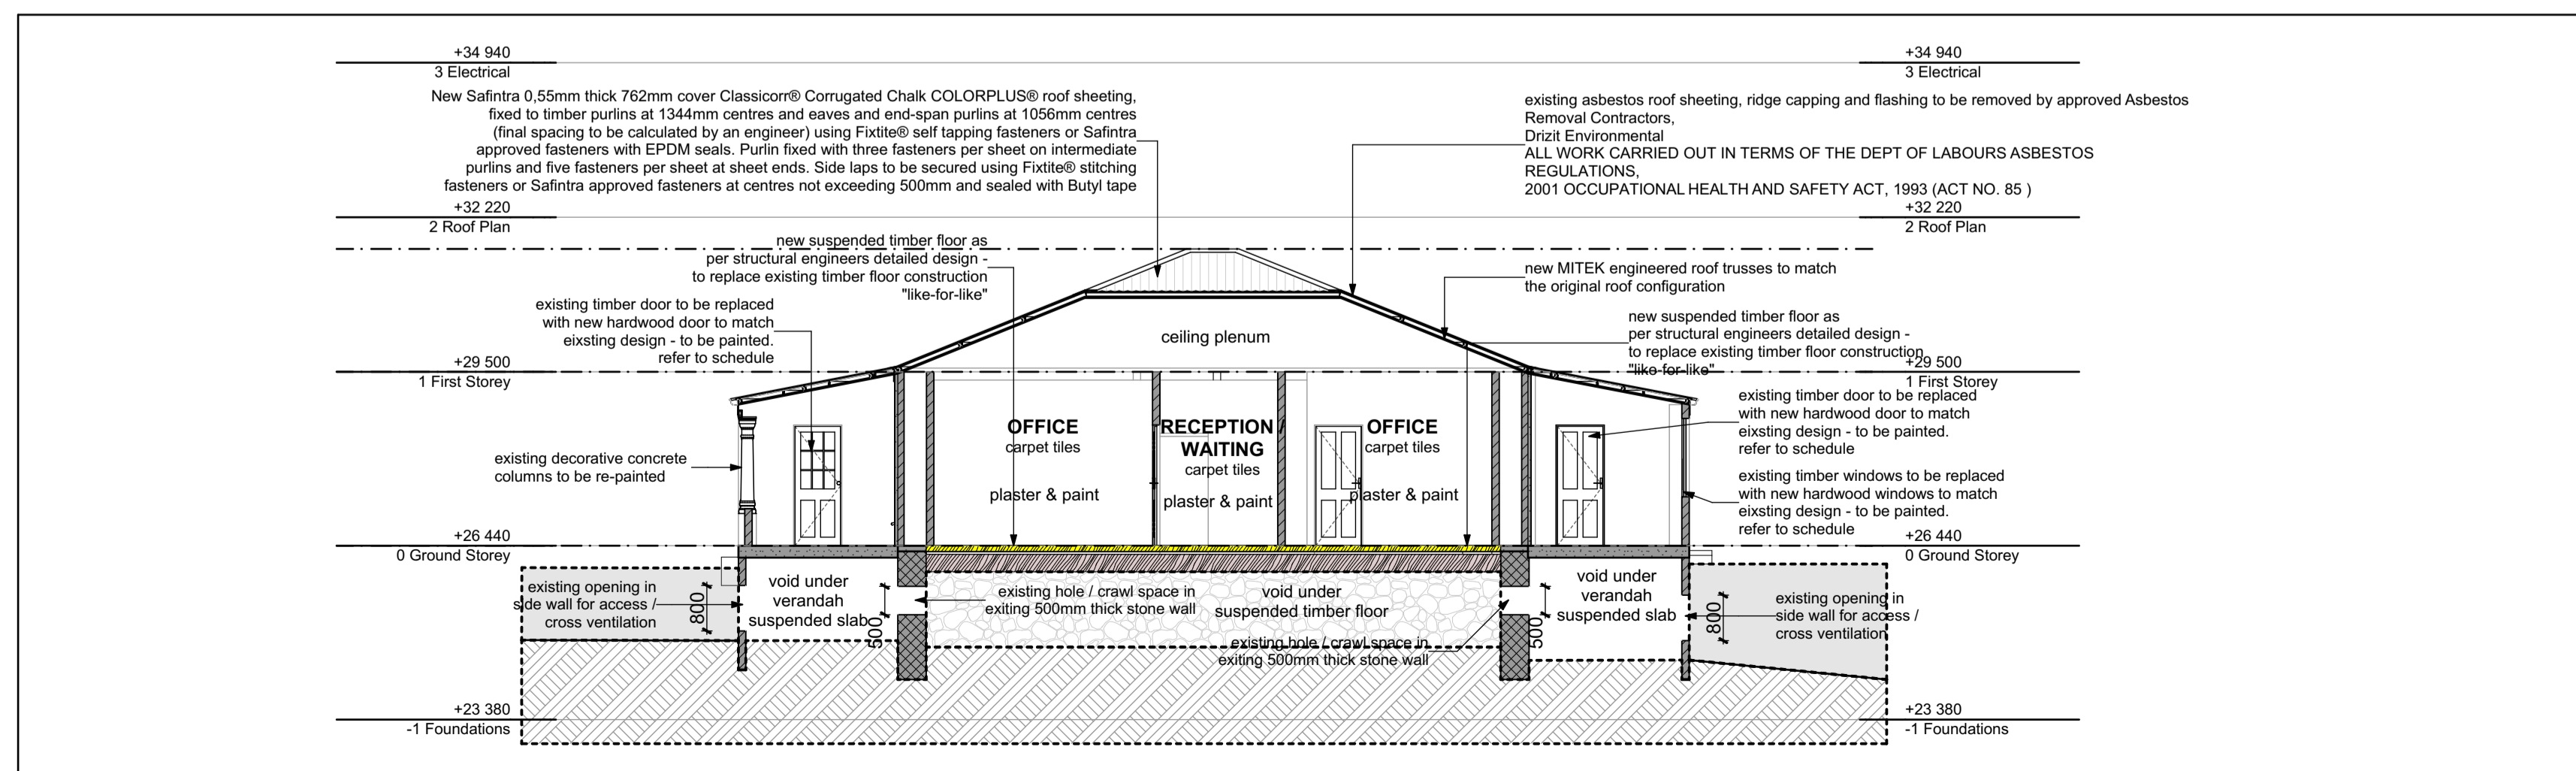 +34 940
3 Electrical
+34 940
3 Electrical
New Safintra 0,55mm thick 762mm cover Classicorr® Corrugated Chalk COLORPLUS® roof sheeting,
fixed to timber purlins at 1344mm centres and eaves and end-span purlins at 1056mm centres
(final spacing to be calculated by an engineer) using Fixtite® self tapping fasteners or Safintra
approved fasteners with EPDM seals. Purlin fixed with three fasteners per sheet on intermediate
purlins and five fasteners per sheet at sheet ends. Side laps to be secured using Fixtite® stitching
fasteners or Safintra approved fasteners at centres not exceeding 500mm and sealed with Butyl tape
existing asbestos roof sheeting, ridge capping and flashing to be removed by approved Asbestos
Removal Contractors,
Drizit Environmental
ALL WORK CARRIED OUT IN TERMS OF THE DEPT OF LABOURS ASBESTOS
REGULATIONS,
2001 OCCUPATIONAL HEALTH AND SAFETY ACT, 1993 (ACT NO. 85 )
+32 220
2 Roof Plan
+32 220
2 Roof Plan
new suspended timber floor as
per structural engineers detailed design -
to replace existing timber floor construction
"like-for-like"
new MITEK engineered roof trusses to match
the original roof configuration
existing timber door to be replaced
with new hardwood door to match
eixsting design - to be painted.
refer to schedule
new suspended timber floor as
per structural engineers detailed design -
to replace existing timber floor construction
"like-for-like"
ceiling plenum
+29 500
1 First Storey
+29 500
1 First Storey
existing timber door to be replaced
with new hardwood door to match
eixsting design - to be painted.
refer to schedule
OFFICE
carpet tiles
plaster & paint
RECEPTION /
WAITING
carpet tiles
plaster & paint
OFFICE
carpet tiles
plaster & paint
existing decorative concrete
columns to be re-painted
existing timber windows to be replaced
with new hardwood windows to match
eixsting design - to be painted.
refer to schedule
+26 440
0 Ground Storey
+26 440
0 Ground Storey
existing opening in
side wall for access /
cross ventilation
800
void under
verandah
suspended slab
500
existing hole / crawl space in
exiting 500mm thick stone wall
void under
suspended timber floor
existing hole / crawl space in
exiting 500mm thick stone wall
500
void under
verandah
suspended slab
800
existing opening in
side wall for access /
cross ventilation
+23 380
-1 Foundations
+23 380
-1 Foundations